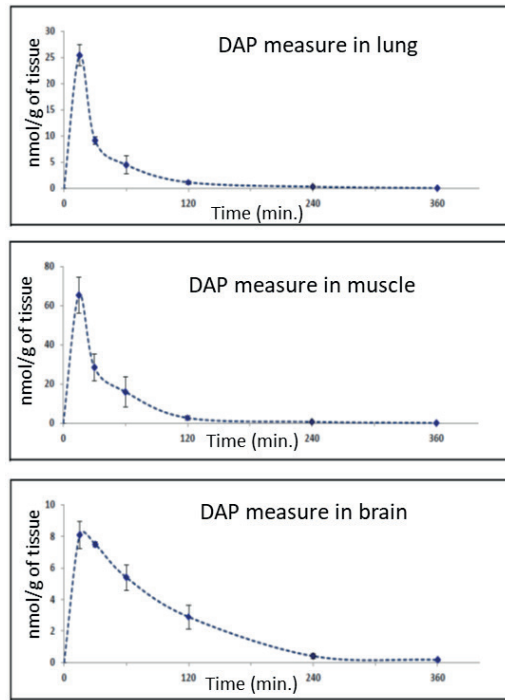 DAP measure in lung
nmol/g of tissue
30
25
20
15
10
5
0
0 120 240 360
Time (min.)
DAP measure in muscle
nmol/g of tissue
80
60
40
20
0
0 120 240 360
Time (min.)
DAP measure in brain
nmol/g of tissue
10
8
6
4
2
0
0 120 240 360
Time (min.)